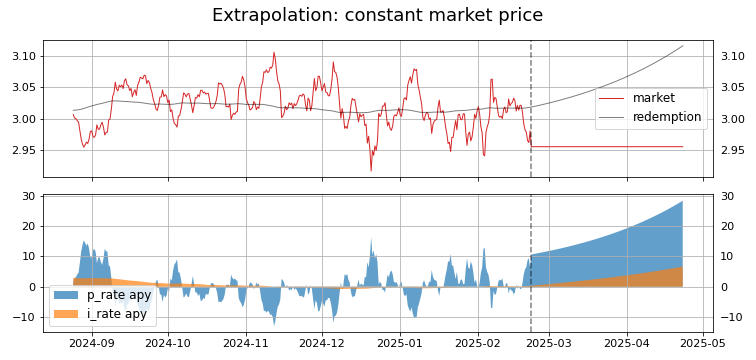 Extrapolation: constant market price
3.10 3.10
3.05 3.05
3.00 3.00
2.95 2.95
market
redemption
30 30
20 20
10 10
0 0
−10 −10
p_rate apy
i_rate apy
2024-09 2024-10 2024-11 2024-12 2025-01 2025-02 2025-03 2025-04 2025-05